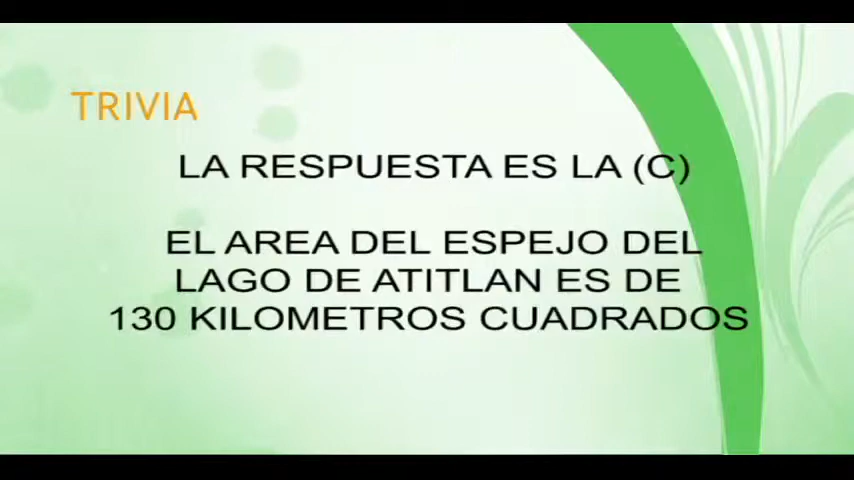 TRIVIA
LA RESPUESTA ES LA (C)
EL AREA DEL ESPEJO DEL
LAGO DE ATITLAN ES DE
130 KILOMETROS CUADRADOS